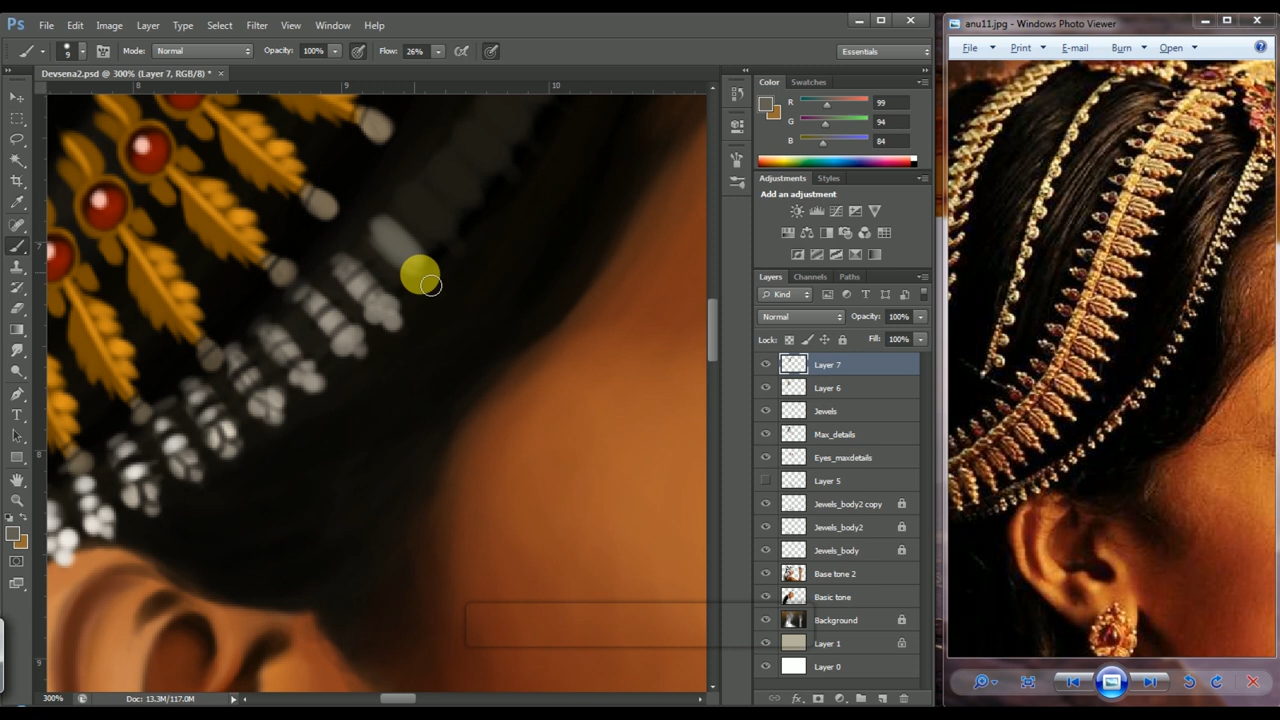 Ps File Edit Image Layer Type Select Filter View Window Help
9 Mode: Normal Opacity: 100% Flow: 26% Essentials
Devsena2.psd @ 300% (Layer 7, RGB/8) * ×
8 9 10
7
8
9
Color Swatches
R 99
G 94
B 84
Adjustments Styles
Add an adjustment
Layers Channels Paths
Kind
Normal Opacity: 100%
Lock: Fill: 100%
Layer 7
Layer 6
Jewels
Max_details
Eyes_maxdetails
Layer 5
Jewels_body2 copy
Jewels_body2
Jewels_body
Base tone 2
Basic tone
Background
Layer 1
Layer 0
300% Doc: 13.3M/117.0M
anu11.jpg - Windows Photo Viewer
File Print E-mail Burn Open